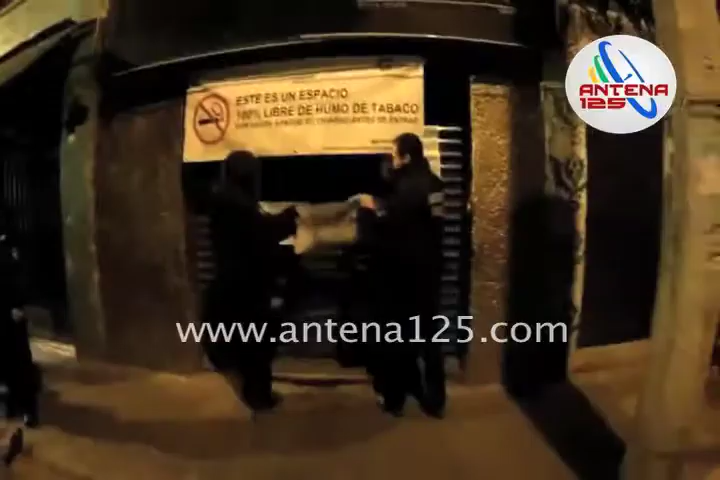 ESTE ES UN ESPACIO
100% LIBRE DE HUMO DE TABACO
ANTENA
125
www.antena125.com